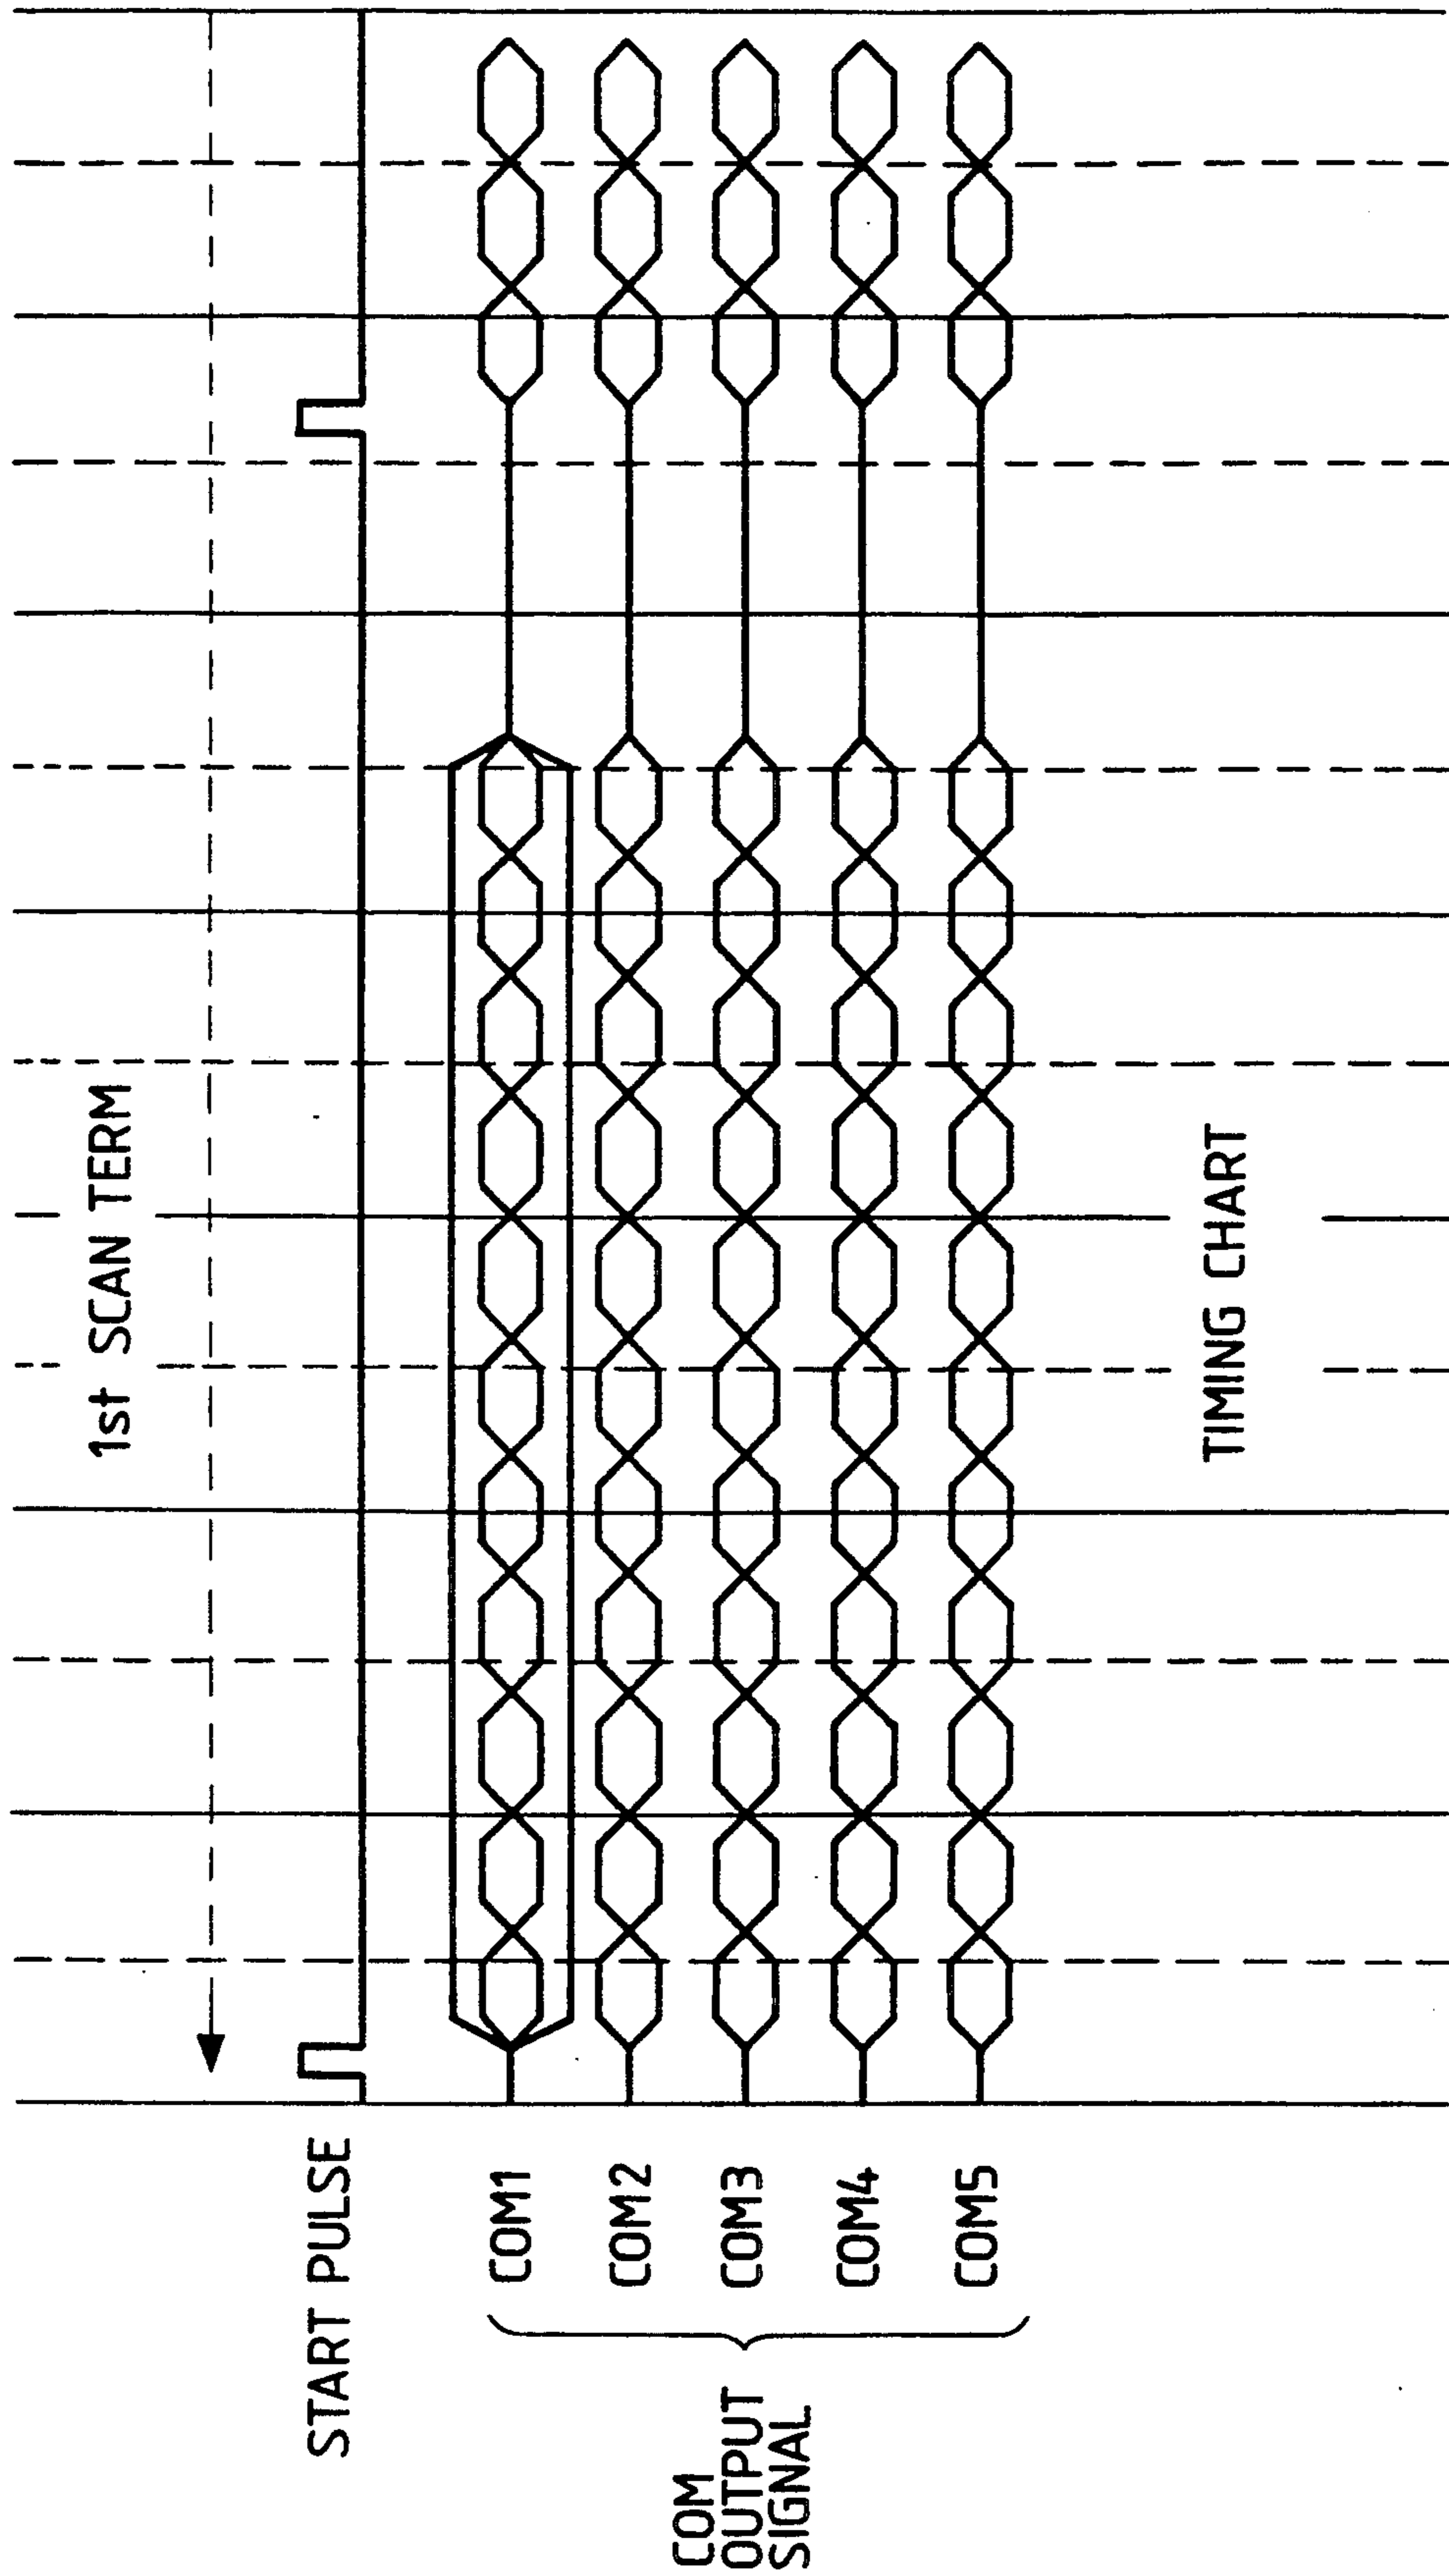 1st SCAN TERM
START PULSE
COM1
COM2
COM3
COM4
COM5
COM
OUTPUT
SIGNAL
TIMING CHART